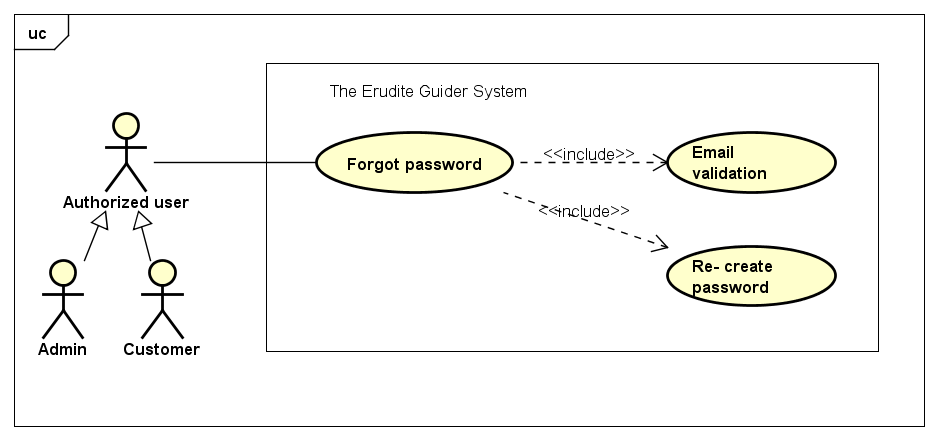 uc
The Erudite Guider System
Forgot password
<<include>>
Email
validation
Authorized user
<<include>>
Re- create
password
Admin
Customer